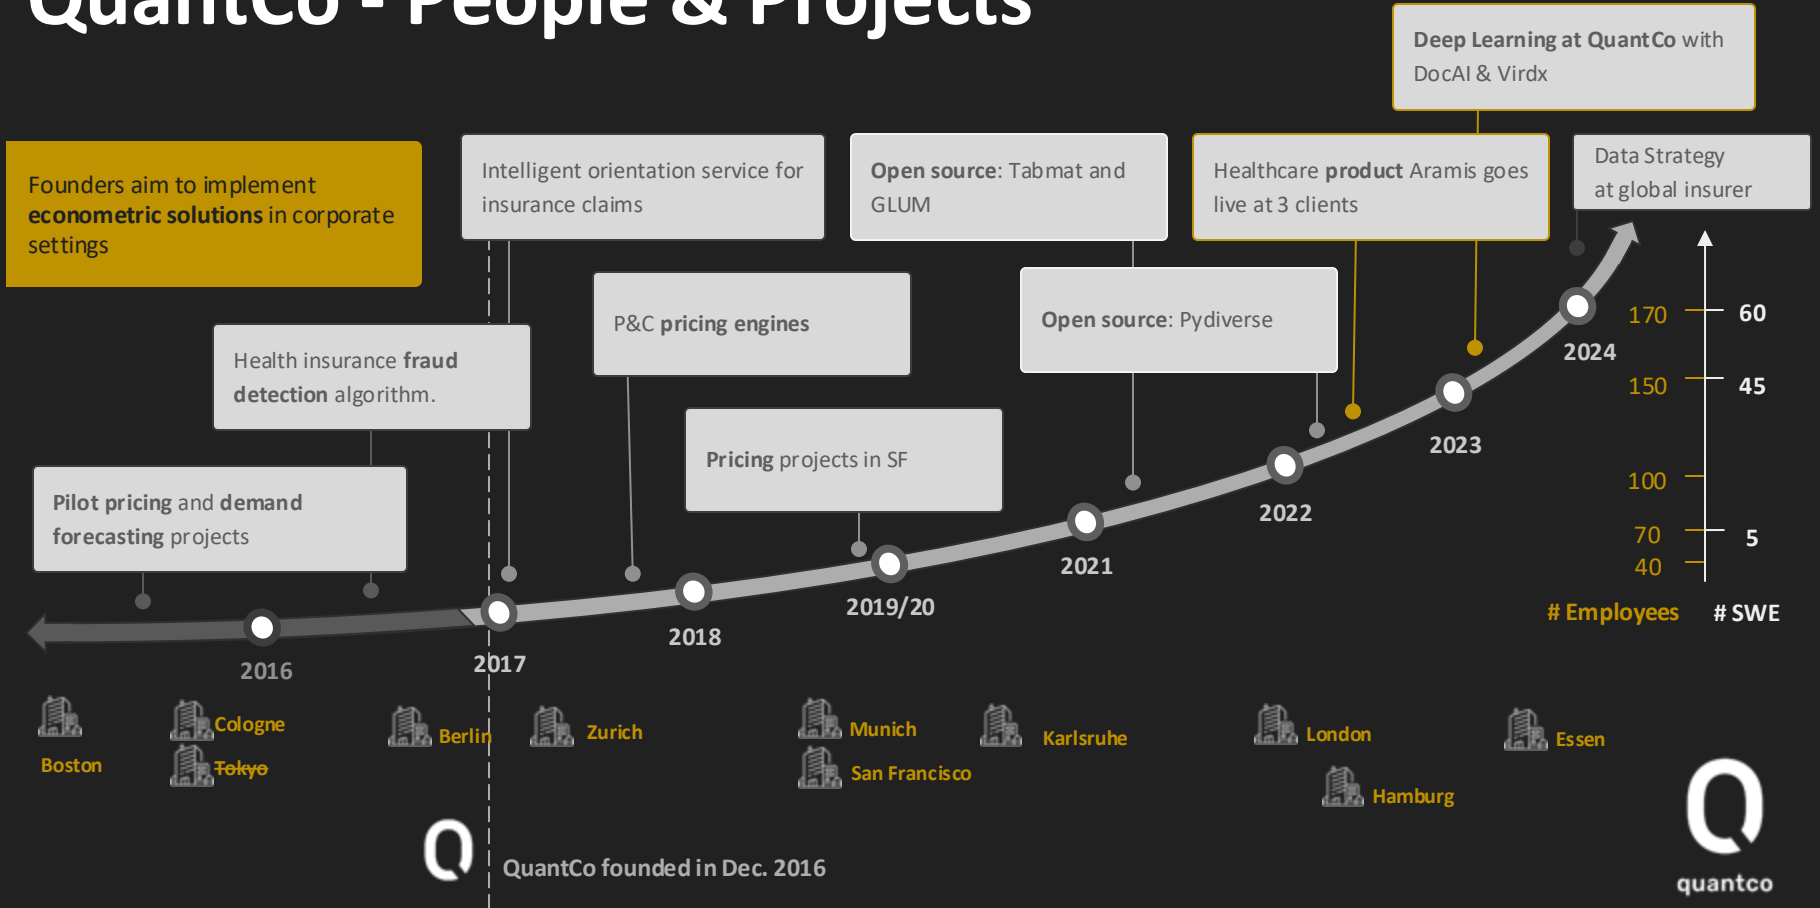 QuantCo - People & Projects
Deep Learning at QuantCo with
DocAI & Virdx
Founders aim to implement
econometric solutions in corporate
settings
Intelligent orientation service for
insurance claims
Open source: Tabmat and
GLUM
Healthcare product Aramis goes
live at 3 clients
Data Strategy
at global insurer
Health insurance fraud
detection algorithm.
P&C pricing engines
Open source: Pydiverse
Pilot pricing and demand
forecasting projects
Pricing projects in SF
2016
2017
2018
2019/20
2021
2022
2023
2024
170 60
150 45
100
70 5
40
# Employees # SWE
Boston
Cologne
Tokyo
Berlin
Zurich
Munich
San Francisco
Karlsruhe
London
Hamburg
Essen
QuantCo founded in Dec. 2016
quantco